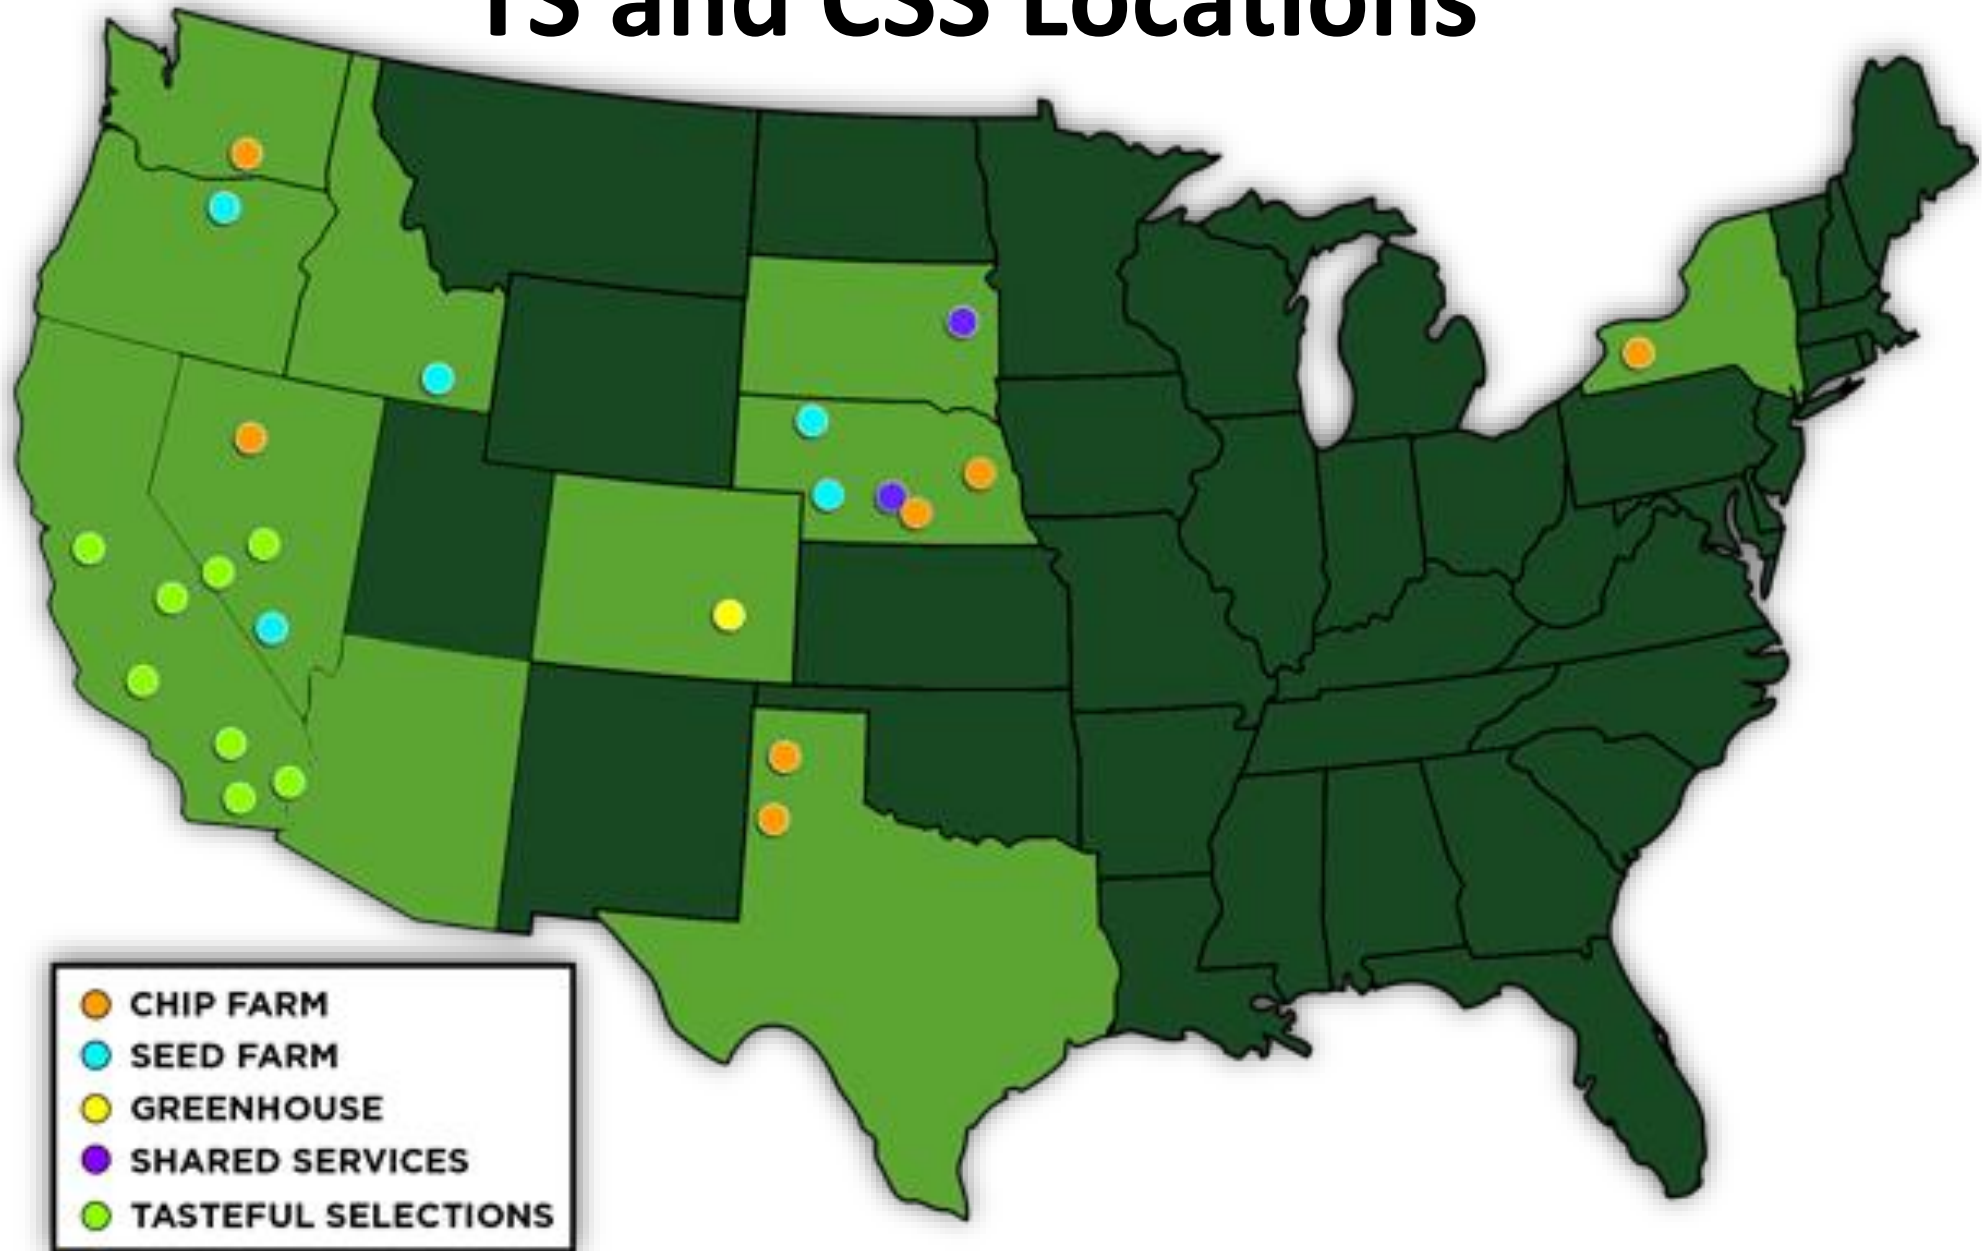 TS and CSS Locations
CHIP FARM
SEED FARM
GREENHOUSE
SHARED SERVICES
TASTEFUL SELECTIONS